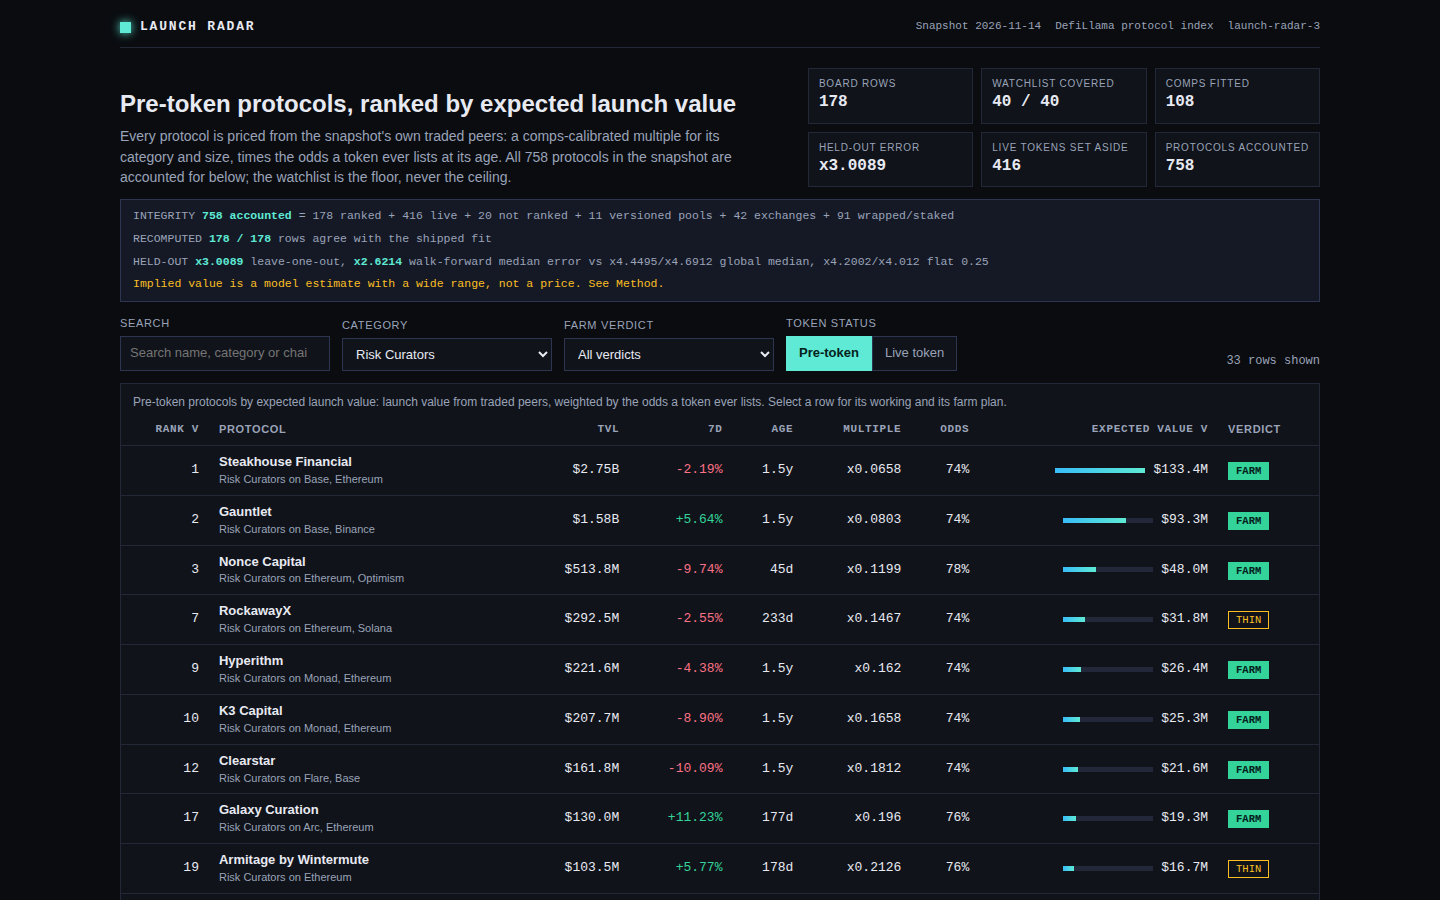 LAUNCH RADAR
Snapshot 2026-11-14 DefiLlama protocol index launch-radar-3
Pre-token protocols, ranked by expected launch value
Every protocol is priced from the snapshot's own traded peers: a comps-calibrated multiple for its
category and size, times the odds a token ever lists at its age. All 758 protocols in the snapshot are
accounted for below; the watchlist is the floor, never the ceiling.
BOARD ROWS
178
WATCHLIST COVERED
40 / 40
COMPS FITTED
108
HELD-OUT ERROR
x3.0089
LIVE TOKENS SET ASIDE
416
PROTOCOLS ACCOUNTED
758
INTEGRITY 758 accounted = 178 ranked + 416 live + 20 not ranked + 11 versioned pools + 42 exchanges + 91 wrapped/staked
RECOMPUTED 178 / 178 rows agree with the shipped fit
HELD-OUT x3.0089 leave-one-out, x2.6214 walk-forward median error vs x4.4495/x4.6912 global median, x4.2002/x4.012 flat 0.25
Implied value is a model estimate with a wide range, not a price. See Method.
SEARCH
Search name, category or chai
CATEGORY
Risk Curators
FARM VERDICT
All verdicts
TOKEN STATUS
Pre-token Live token
33 rows shown
Pre-token protocols by expected launch value: launch value from traded peers, weighted by the odds a token ever lists. Select a row for its working and its farm plan.
RANK V PROTOCOL TVL 7D AGE MULTIPLE ODDS EXPECTED VALUE V VERDICT
1 Steakhouse Financial $2.75B -2.19% 1.5y x0.0658 74% $133.4M FARM
Risk Curators on Base, Ethereum
2 Gauntlet $1.58B +5.64% 1.5y x0.0803 74% $93.3M FARM
Risk Curators on Base, Binance
3 Nonce Capital $513.8M -9.74% 45d x0.1199 78% $48.0M FARM
Risk Curators on Ethereum, Optimism
7 RockawayX $292.5M -2.55% 233d x0.1467 74% $31.8M THIN
Risk Curators on Ethereum, Solana
9 Hyperithm $221.6M -4.38% 1.5y x0.162 74% $26.4M FARM
Risk Curators on Monad, Ethereum
10 K3 Capital $207.7M -8.90% 1.5y x0.1658 74% $25.3M FARM
Risk Curators on Monad, Ethereum
12 Clearstar $161.8M -10.09% 1.5y x0.1812 74% $21.6M FARM
Risk Curators on Flare, Base
17 Galaxy Curation $130.0M +11.23% 177d x0.196 76% $19.3M FARM
Risk Curators on Arc, Ethereum
19 Armitage by Wintermute $103.5M +5.77% 178d x0.2126 76% $16.7M THIN
Risk Curators on Ethereum